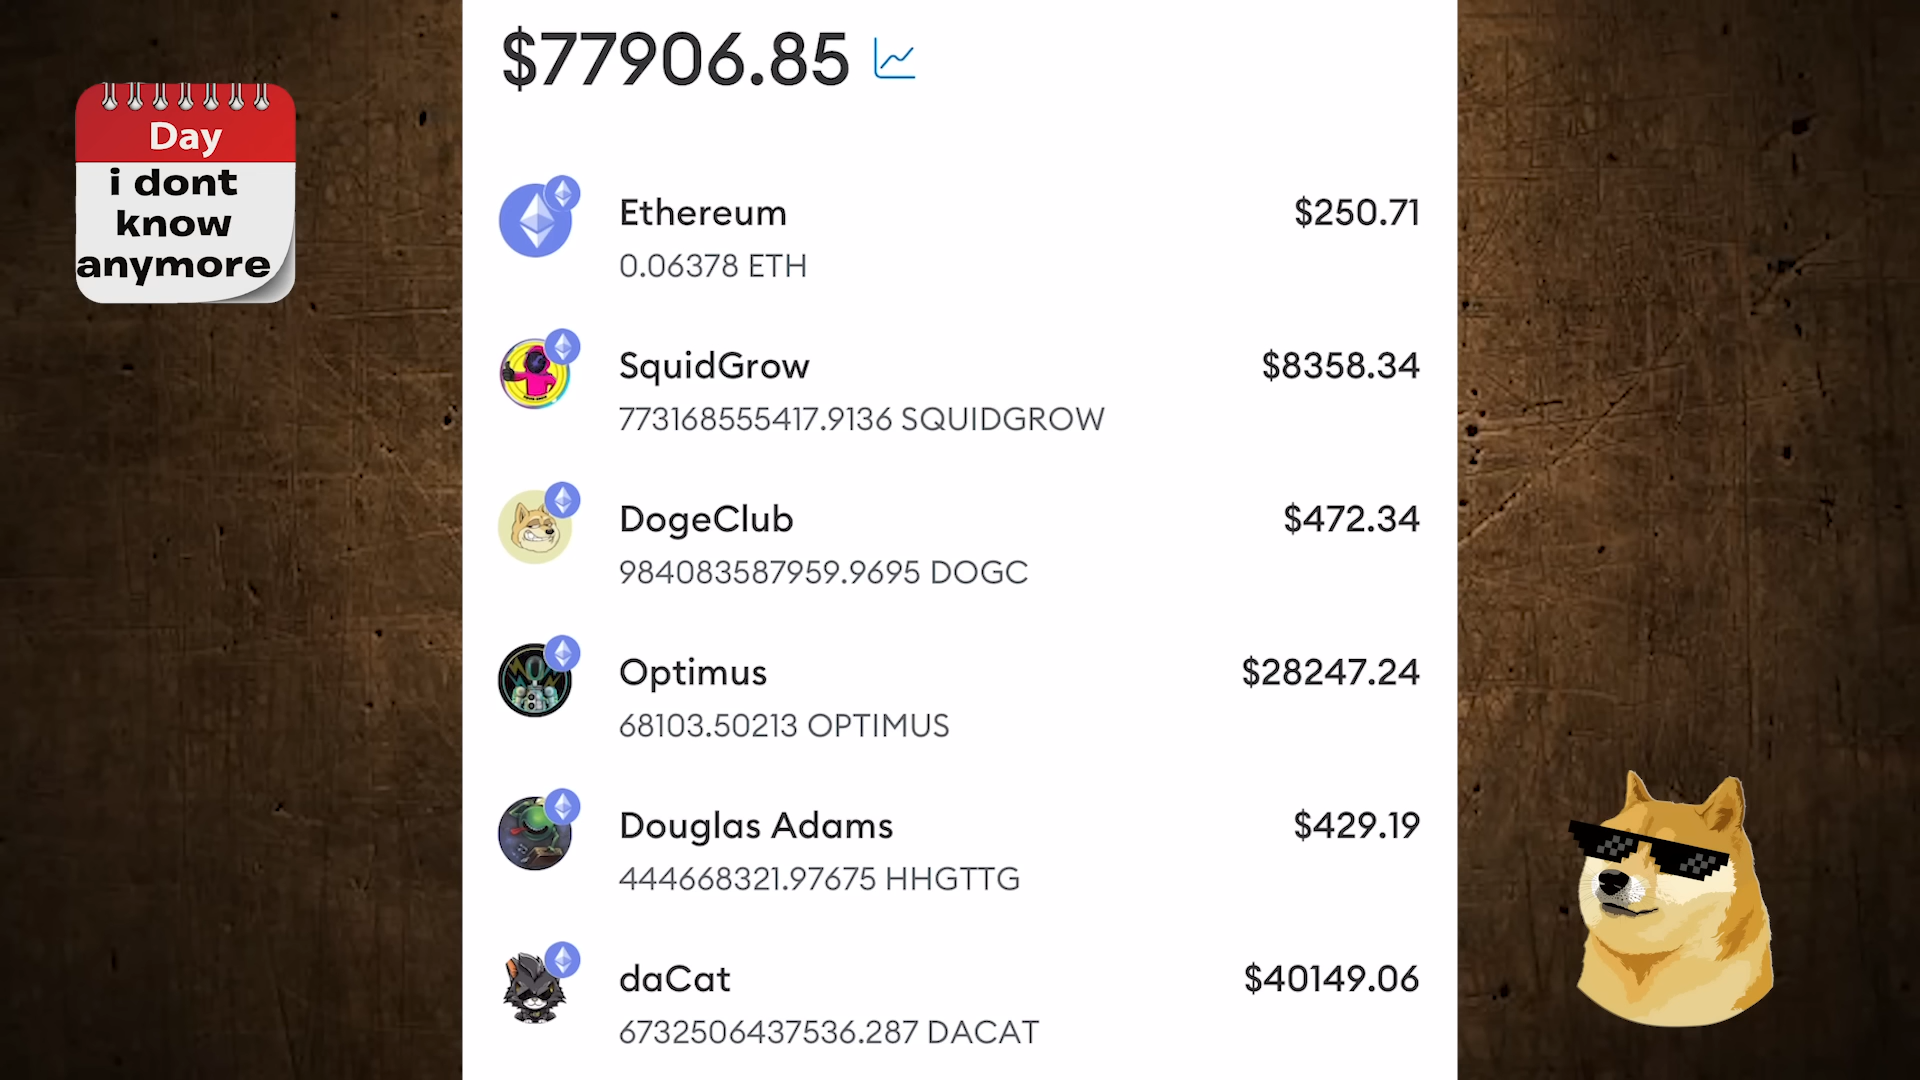 $77906.85
Day
i dont
know
anymore
Ethereum
$250.71
0.06378 ETH
SquidGrow
$8358.34
773168555417.9136 SQUIDGROW
DogeClub
$472.34
984083587959.9695 DOGC
Optimus
$28247.24
68103.50213 OPTIMUS
Douglas Adams
$429.19
444668321.97675 HHGTTG
daCat
$40149.06
6732506437536.287 DACAT